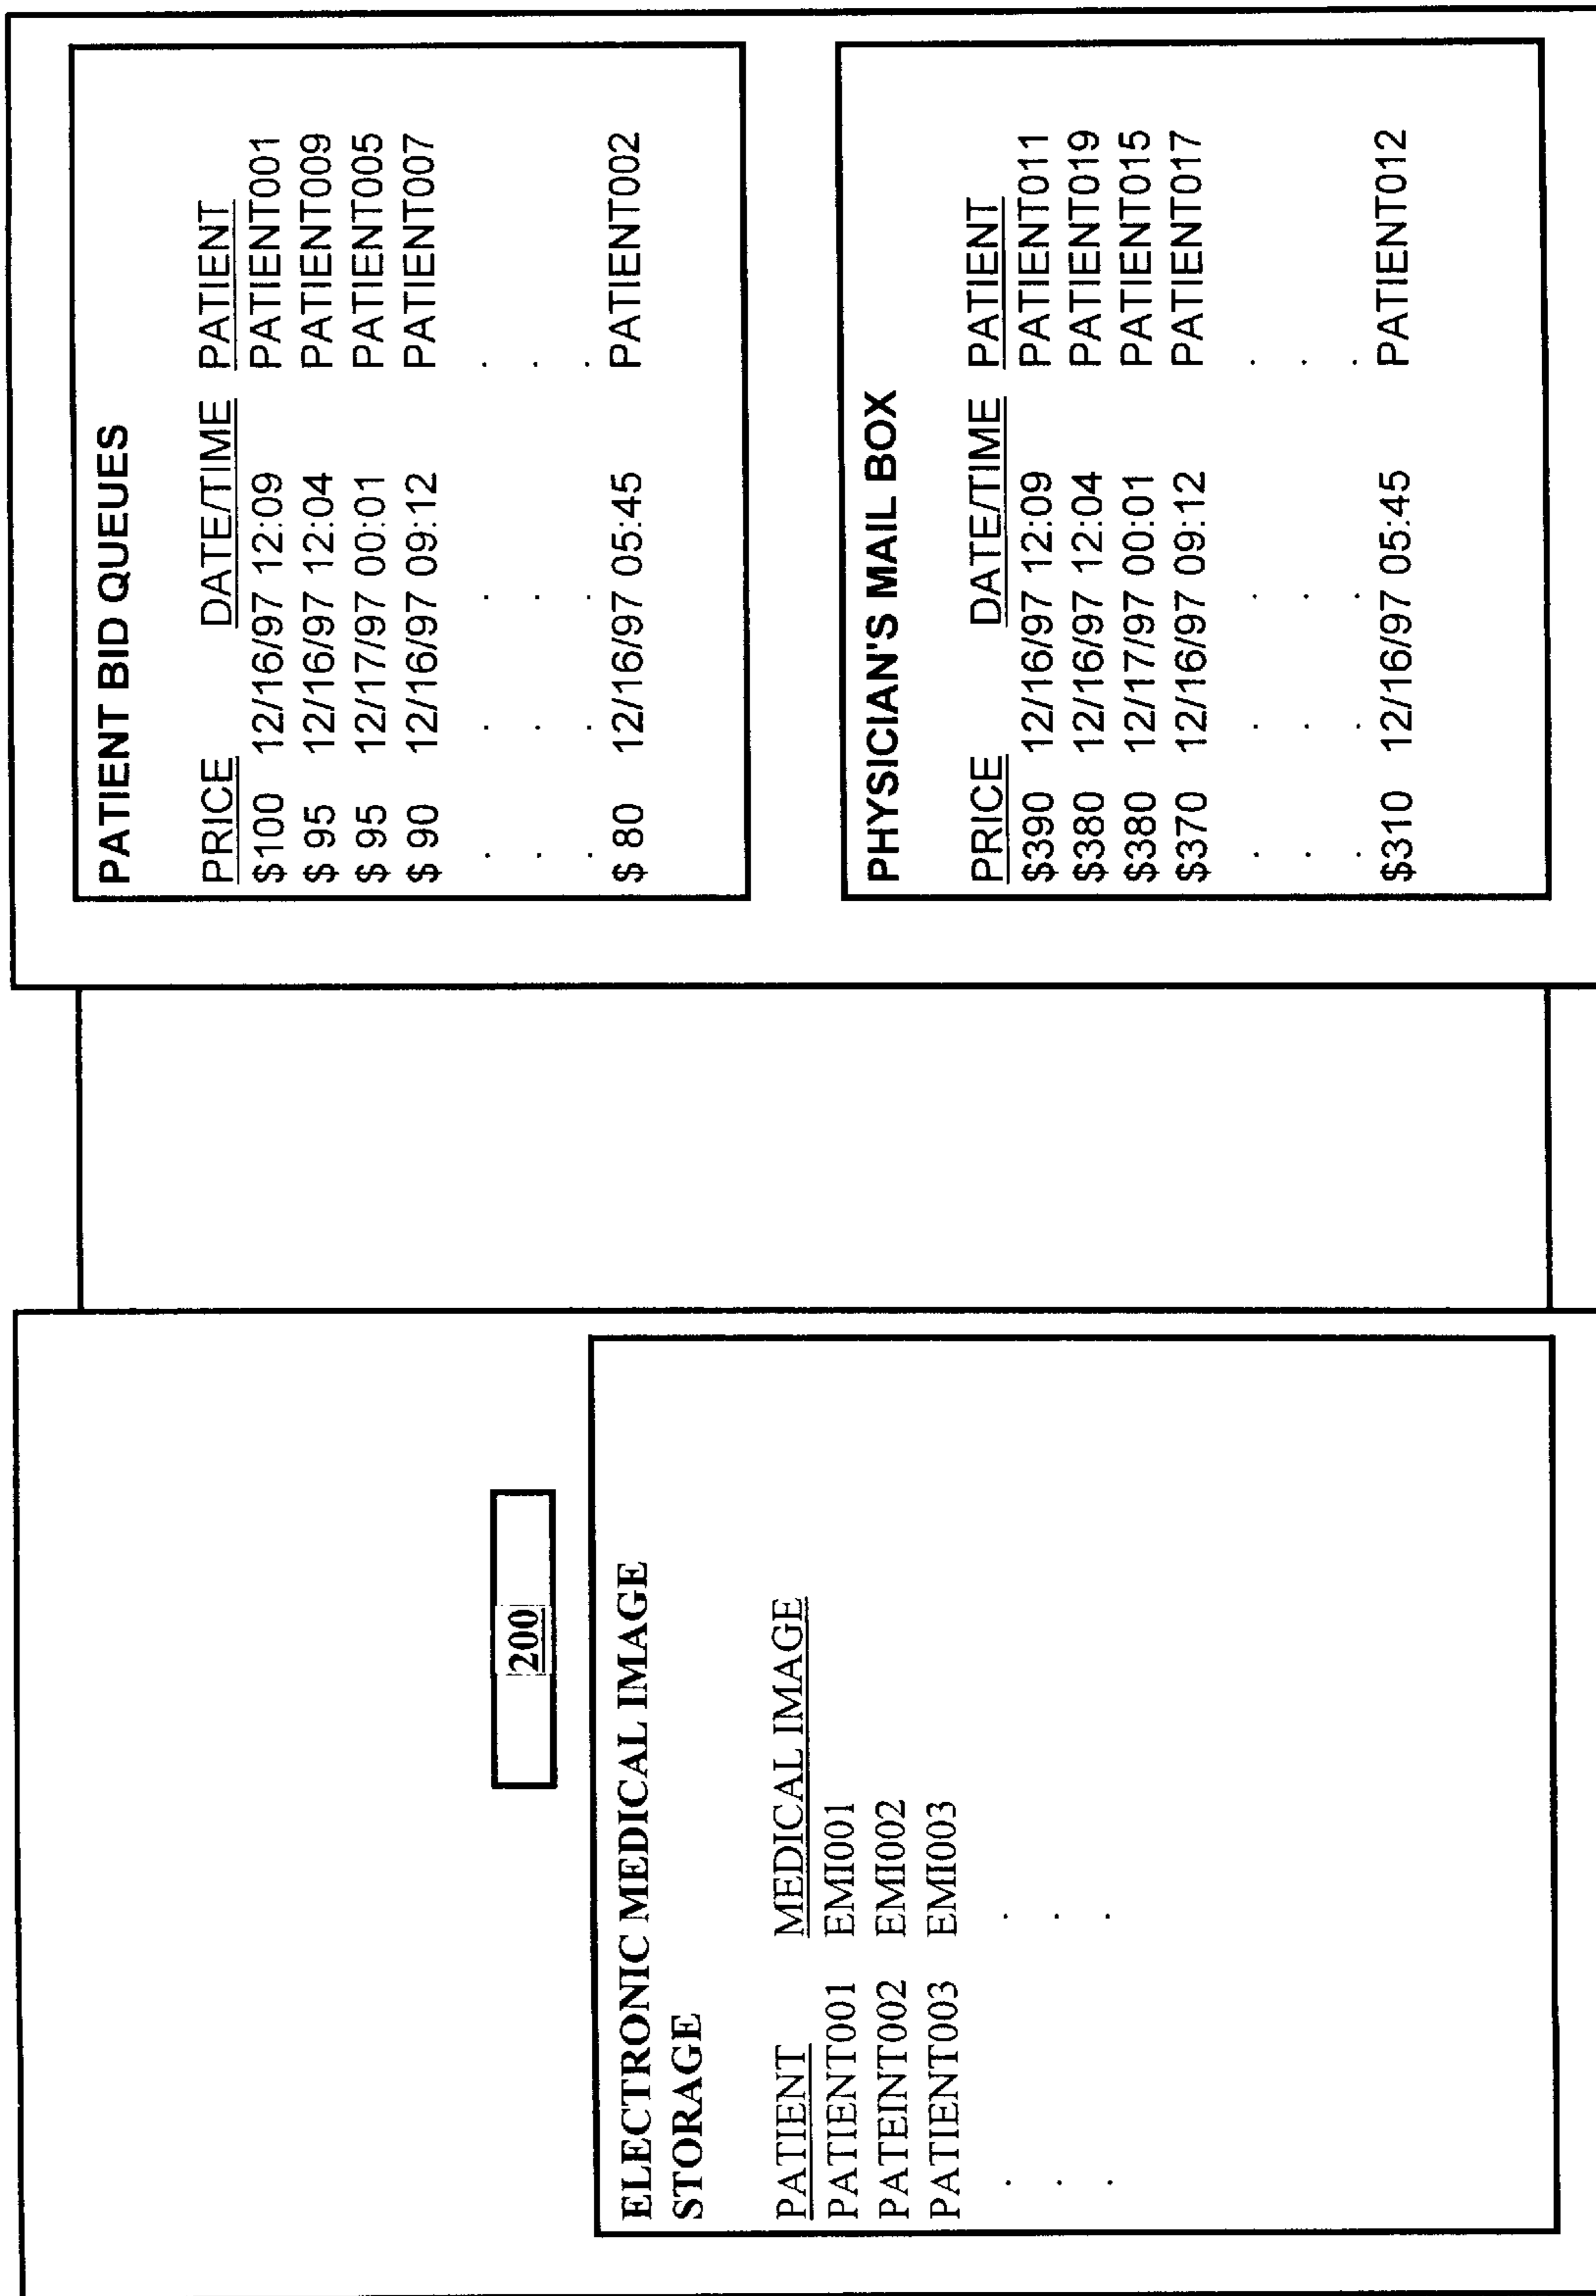 200
ELECTRONIC MEDICAL IMAGE
STORAGE
PATIENT MEDICAL IMAGE
PATIENT001 EMI001
PATEINT002 EMI002
PATIENT003 EMI003
. .
. .
. .
PATIENT BID QUEUES
PRICE DATE/TIME PATIENT
$100 12/16/97 12:09 PATIENT001
$ 95 12/16/97 12:04 PATIENT009
$ 95 12/17/97 00:01 PATIENT005
$ 90 12/16/97 09:12 PATIENT007
. . . .
. . . .
. . . .
$ 80 12/16/97 05:45 PATIENT002
PHYSICIAN'S MAIL BOX
PRICE DATE/TIME PATIENT
$390 12/16/97 12:09 PATIENT011
$380 12/16/97 12:04 PATIENT019
$380 12/17/97 00:01 PATIENT015
$370 12/16/97 09:12 PATIENT017
. . . .
. . . .
. . . .
$310 12/16/97 05:45 PATIENT012